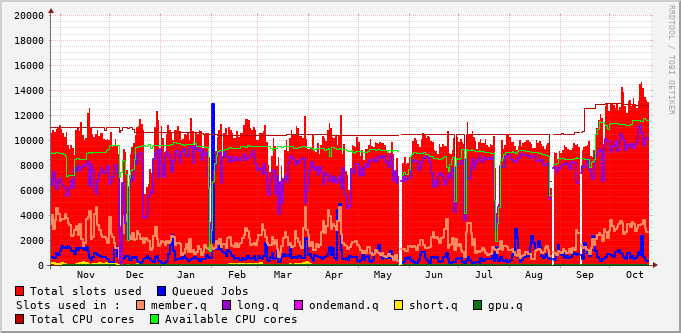 RRDTOOL / TOBI OETIKER
20000
18000
16000
14000
12000
10000
8000
6000
4000
2000
0
Nov Dec Jan Feb Mar Apr May Jun Jul Aug Sep Oct
Total slots used Queued Jobs
Slots used in : member.q long.q ondemand.q short.q gpu.q
Total CPU cores Available CPU cores